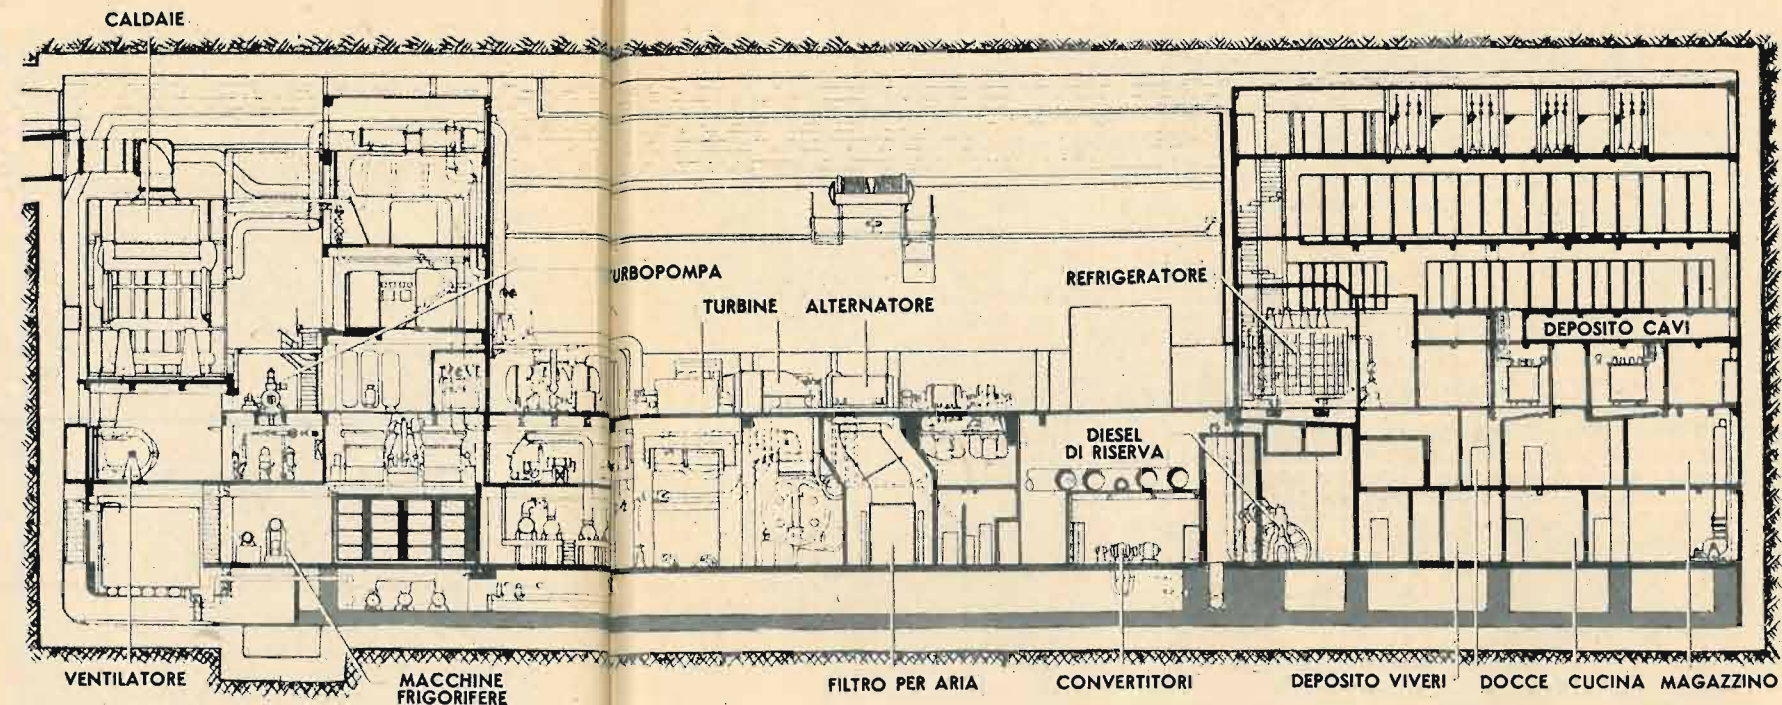 CALDAIE
URBOPOMPA
TURBINE
ALTERNATORE
REFRIGERATORE
DEPOSITO CAVI
DIESEL
DI RISERVA
VENTILATORE
MACCHINE
FRIGORIFERE
FILTRO PER ARIA
CONVERTITORI
DEPOSITO VIVERI
DOCCE
CUCINA
MAGAZZINO